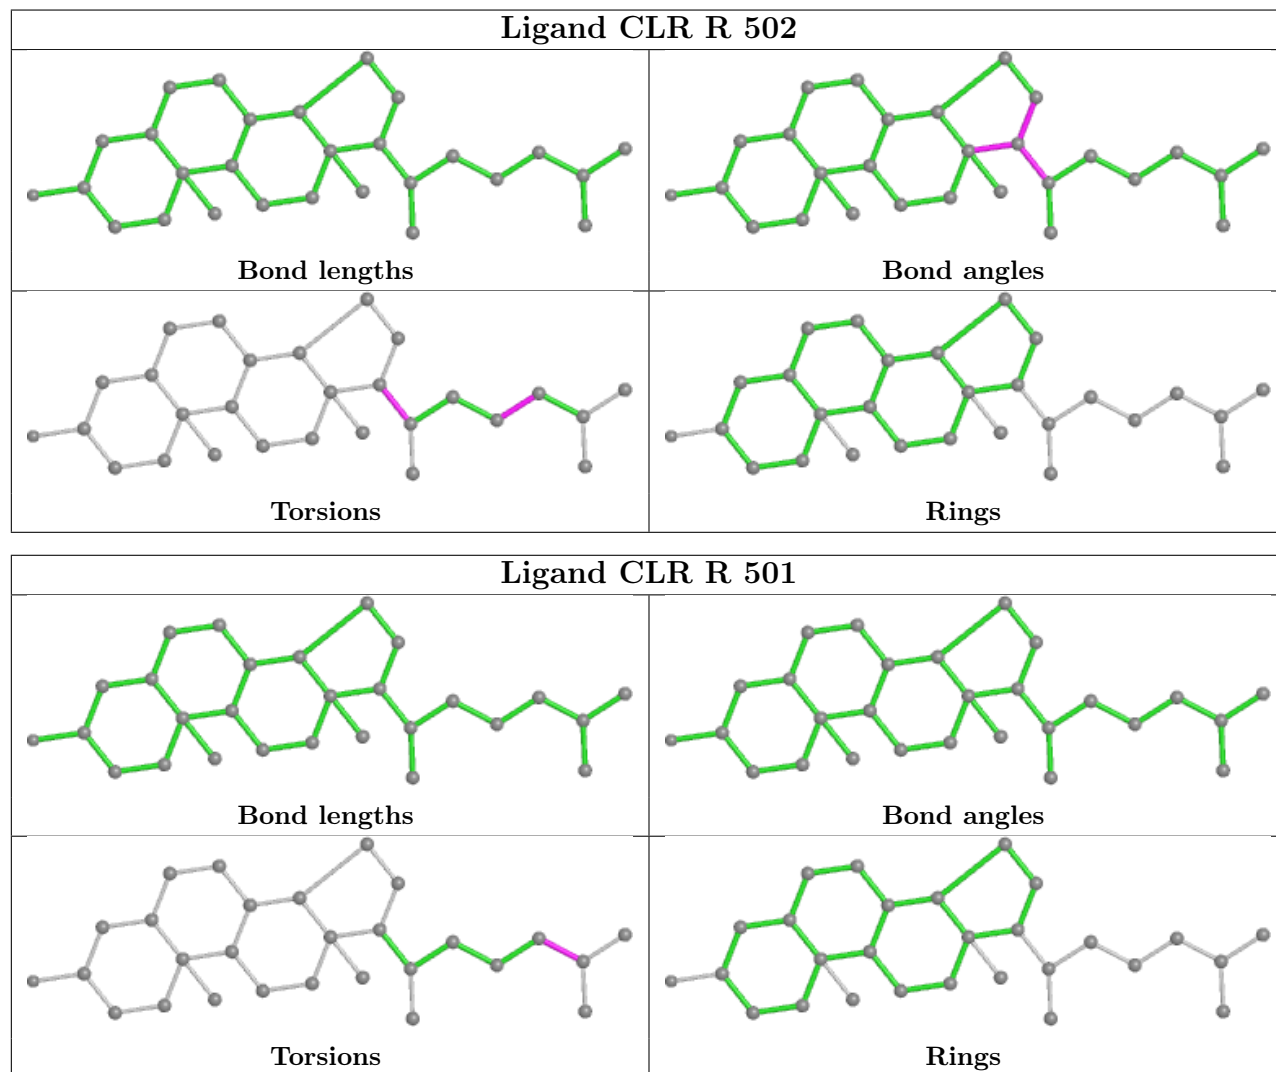 Ligand CLR R 502
Bond lengths
Bond angles
Torsions
Rings
Ligand CLR R 501
Bond lengths
Bond angles
Torsions
Rings